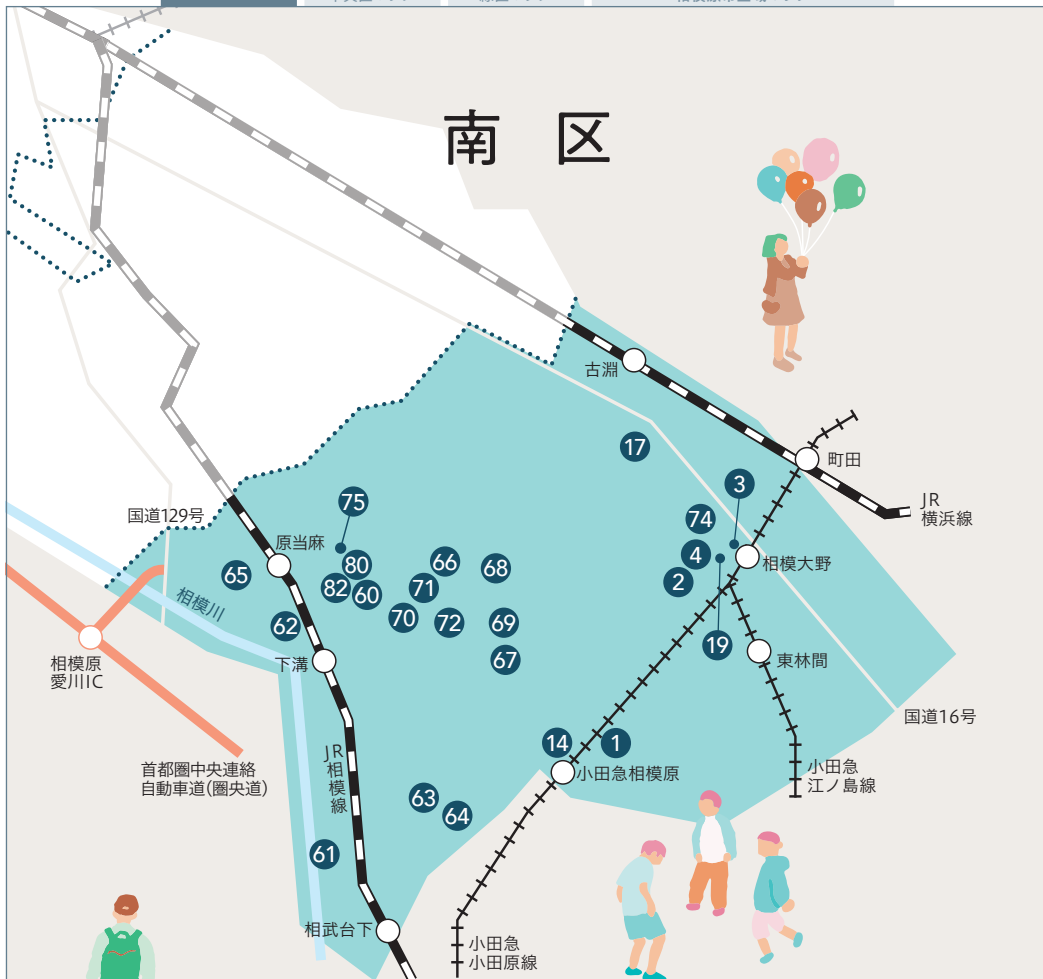 南 区
古淵
町田
JR
横浜線
17
3
74
4
相模大野
2
19
東林間
国道16号
国道129号
75
原当麻
80
66
68
65
82
60
71
相模川
70
72
69
62
67
下溝
相模原
愛川IC
首都圏中央連絡
自動車道(圏央道)
JR相模線
14
1
小田急相模原
小田急
江ノ島線
63
64
61
相武台下
小田急
小田原線